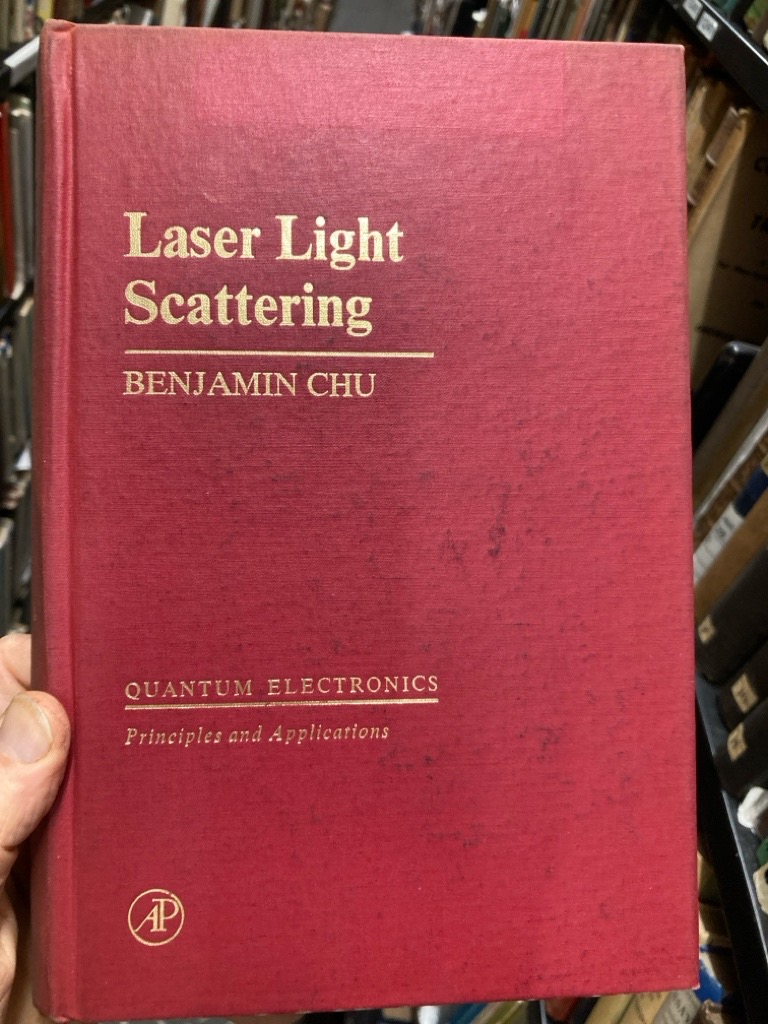 Laser Light
Scattering
BENJAMIN CHU
QUANTUM ELECTRONICS
Principles and Applications
AP